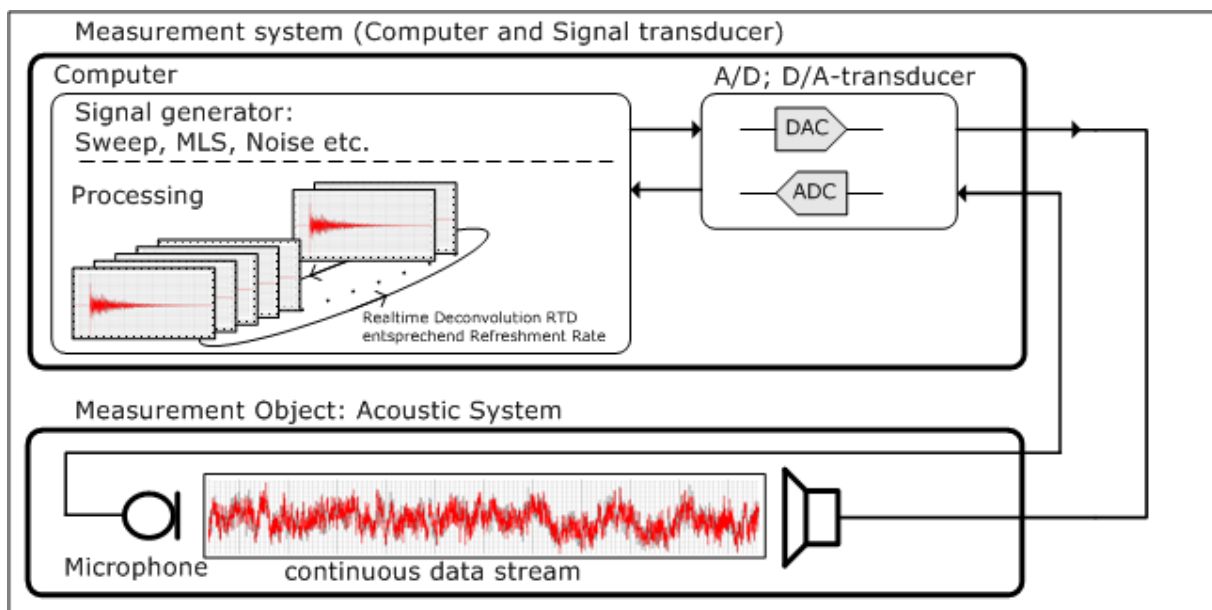 Measurement system (Computer and Signal transducer)
Computer
A/D; D/A-transducer
Signal generator:
Sweep, MLS, Noise etc.
DAC
ADC
Processing
Realtime Deconvolution RTD
entsprechend Refreshment Rate
Measurement Object: Acoustic System
Microphone
continuous data stream